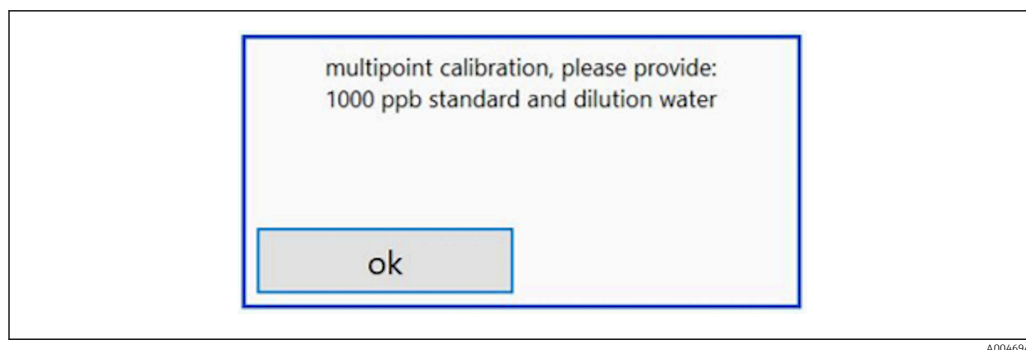 multipoint calibration, please provide:
1000 ppb standard and dilution water
ok